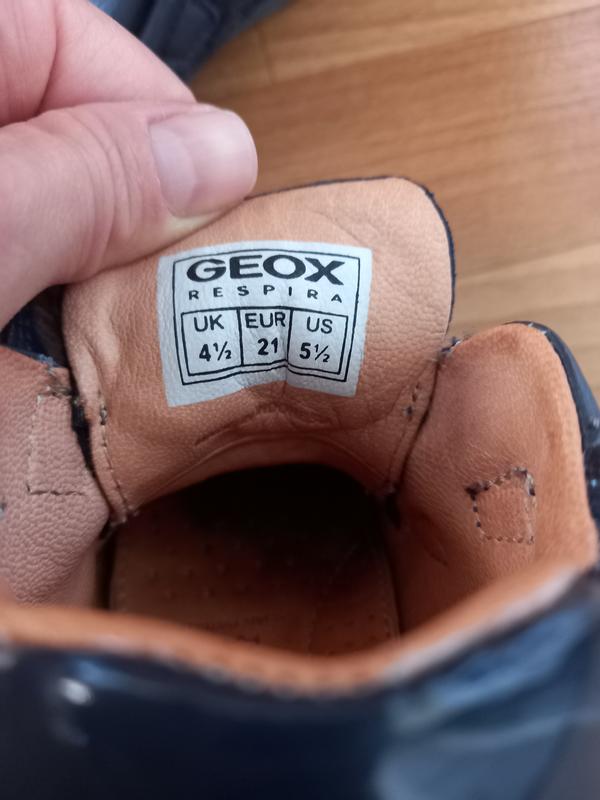 GEOX
RESPIRA
UK EUR US
4½ 21 5½